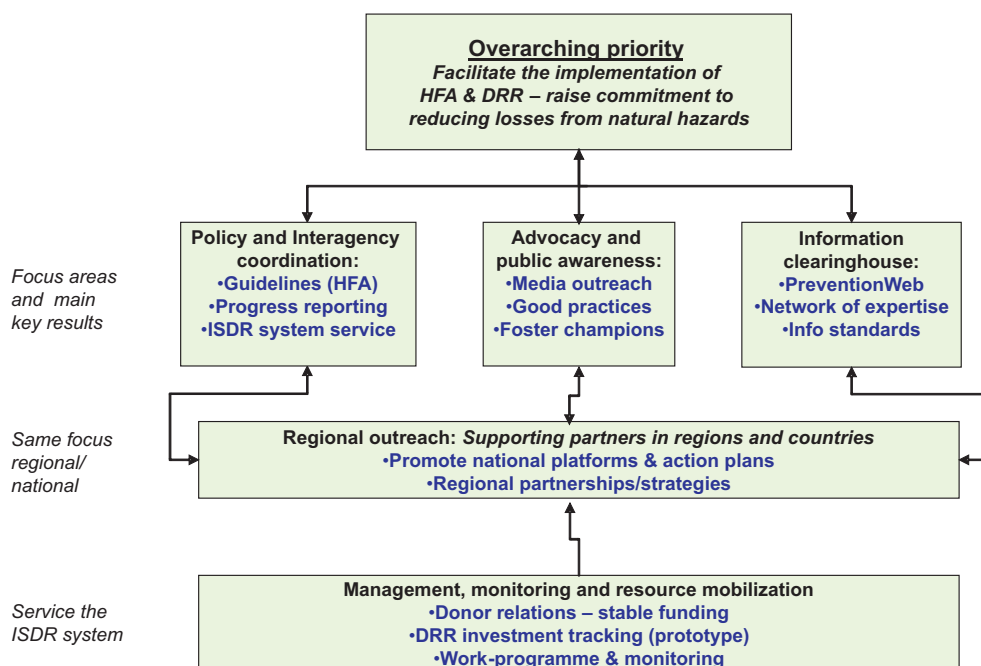 Overarching priority
Facilitate the implementation of
HFA & DRR – raise commitment to
reducing losses from natural hazards
Focus areas
and main
key results
Policy and Interagency
coordination:
•Guidelines (HFA)
•Progress reporting
•ISDR system service
Advocacy and
public awareness:
•Media outreach
•Good practices
•Foster champions
Information
clearinghouse:
•PreventionWeb
•Network of expertise
•Info standards
Same focus
regional/
national
Regional outreach: Supporting partners in regions and countries
•Promote national platforms & action plans
•Regional partnerships/strategies
Service the
ISDR system
Management, monitoring and resource mobilization
•Donor relations – stable funding
•DRR investment tracking (prototype)
•Work-programme & monitoring